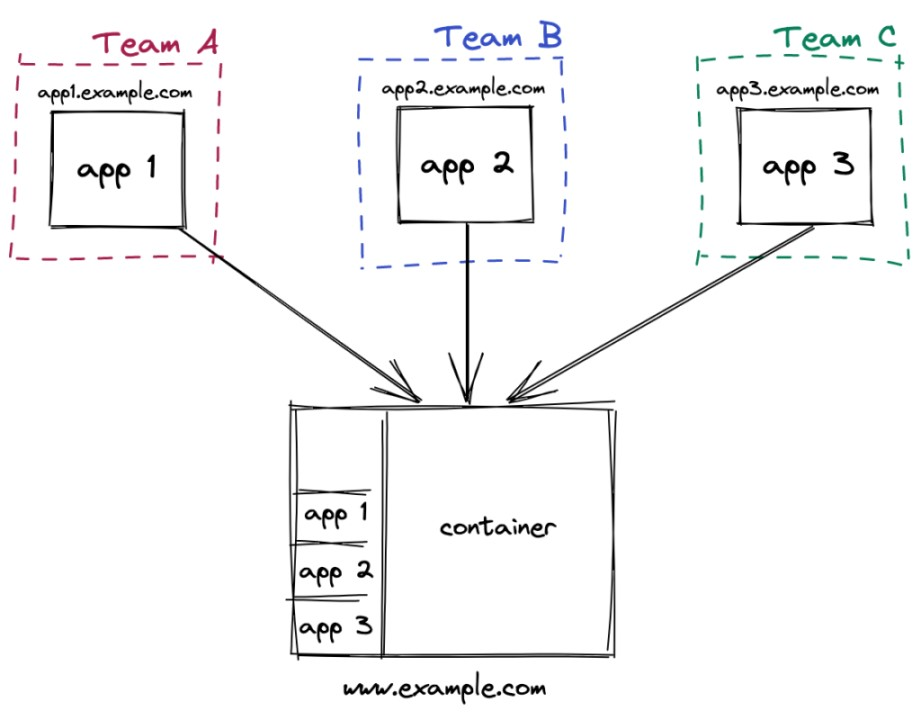 Team A
Team B
Team C
app1.example.com
app2.example.com
app3.example.com
app 1
app 2
app 3
app 1
app 2
app 3
container
www.example.com